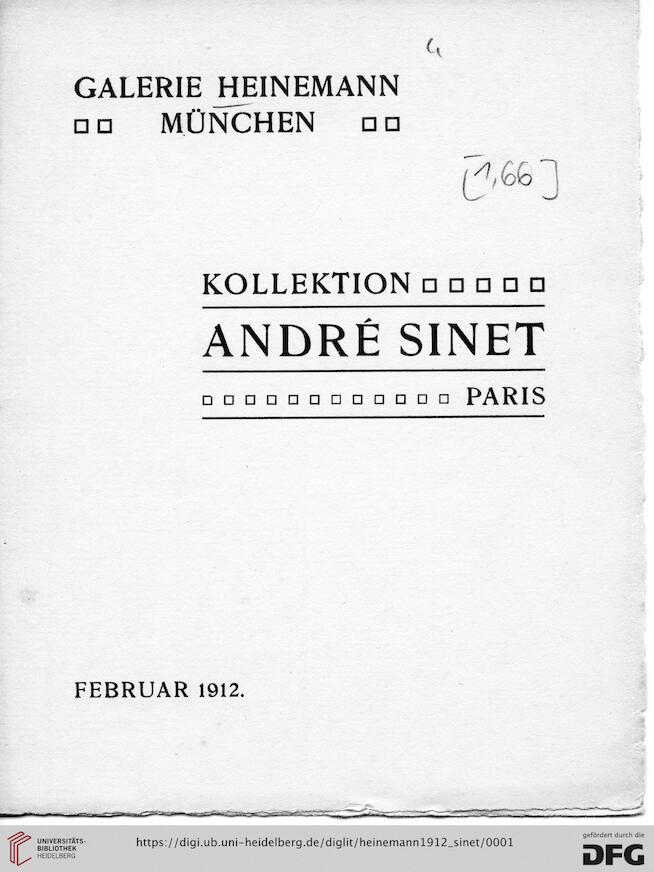 GALERIE HEINEMANN
□□ MÜNCHEN □□
[1,66]
KOLLEKTION □□□□□
ANDRÉ SINET
□□□□□□□□□□□□ PARIS
FEBRUAR 1912.
UNIVERSITÄTS-
BIBLIOTHEK
HEIDELBERG
https://digi.ub.uni-heidelberg.de/diglit/heinemann1912_sinet/0001
gefördert durch die
DFG